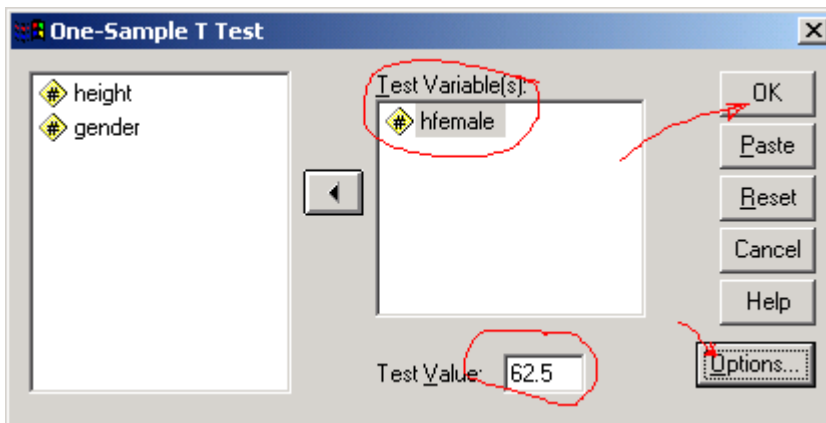 One-Sample T Test
height
gender
Test Variable(s):
hfemale
Test Value: 62.5
OK
Paste
Reset
Cancel
Help
Options...